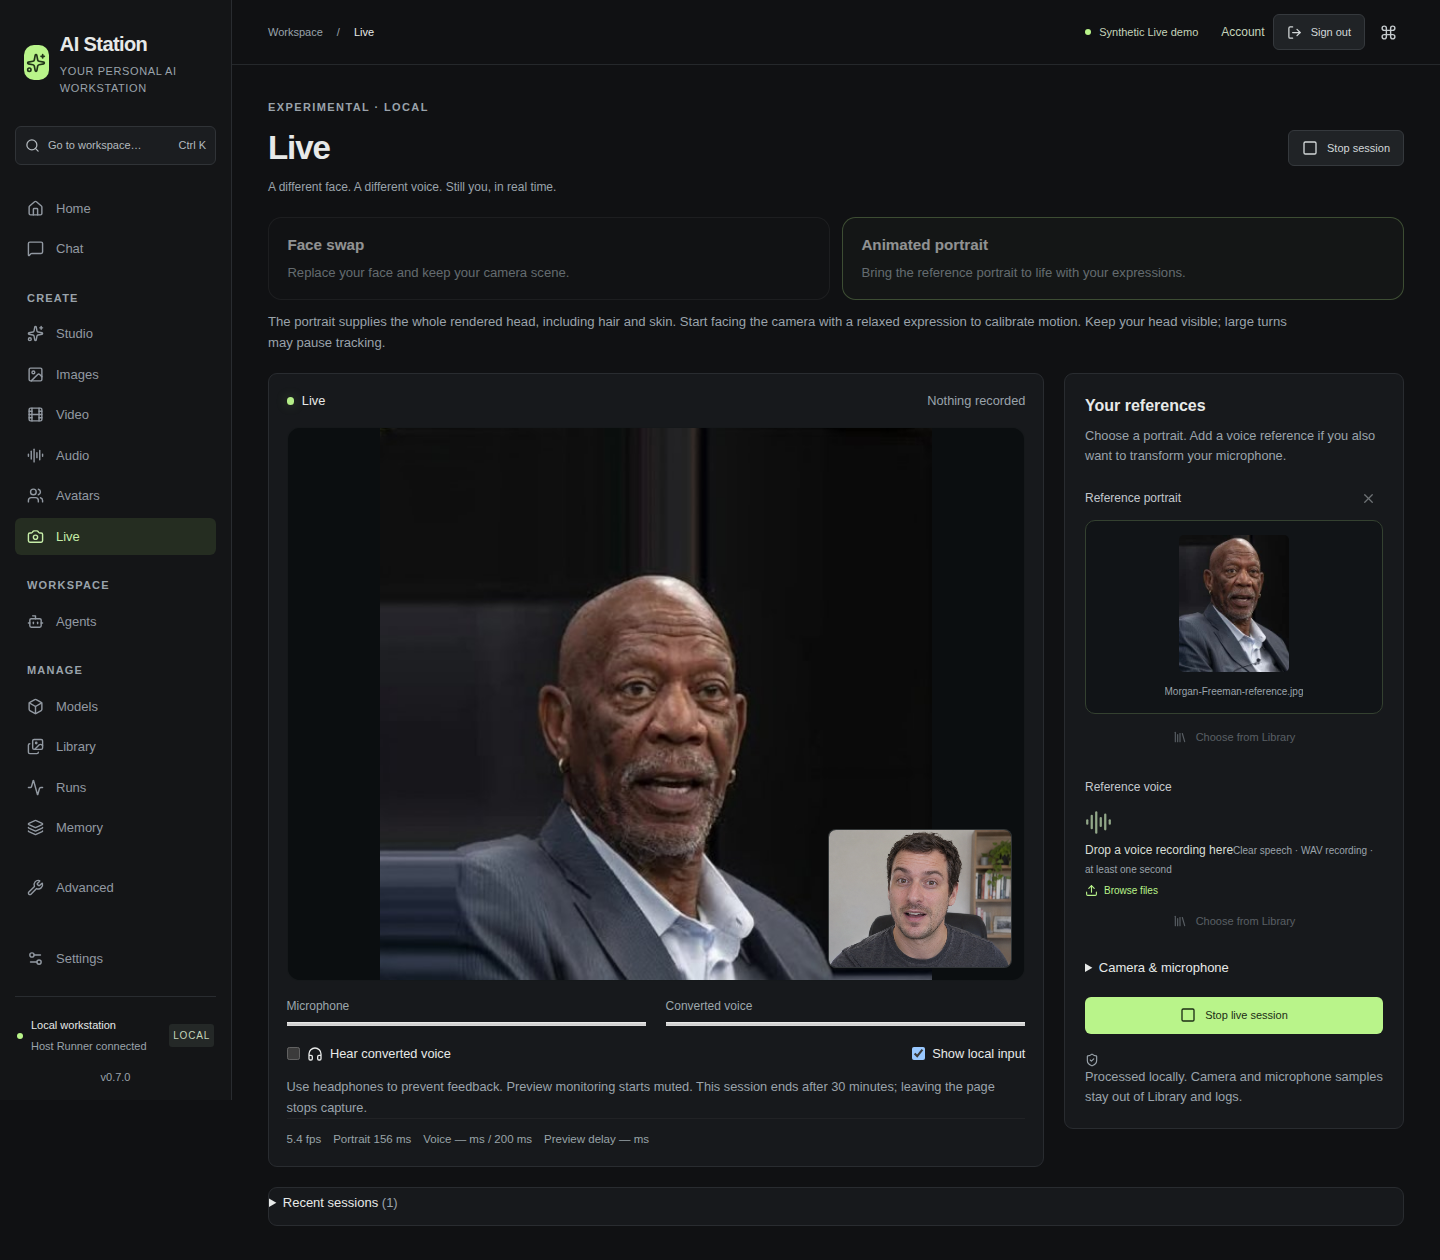 AI Station
YOUR PERSONAL AI
WORKSTATION
Go to workspace… Ctrl K
Home
Chat
CREATE
Studio
Images
Video
Audio
Avatars
Live
WORKSPACE
Agents
MANAGE
Models
Library
Runs
Memory
Advanced
Settings
Local workstation
Host Runner connected
LOCAL
v0.7.0
Workspace / Live
Synthetic Live demo
Account
Sign out
EXPERIMENTAL · LOCAL
Live
A different face. A different voice. Still you, in real time.
Stop session
Face swap
Replace your face and keep your camera scene.
Animated portrait
Bring the reference portrait to life with your expressions.
The portrait supplies the whole rendered head, including hair and skin. Start facing the camera with a relaxed expression to calibrate motion. Keep your head visible; large turns
may pause tracking.
Live
Nothing recorded
Microphone
Converted voice
Hear converted voice
Show local input
Use headphones to prevent feedback. Preview monitoring starts muted. This session ends after 30 minutes; leaving the page
stops capture.
5.4 fps Portrait 156 ms Voice — ms / 200 ms Preview delay — ms
Your references
Choose a portrait. Add a voice reference if you also
want to transform your microphone.
Reference portrait
Morgan-Freeman-reference.jpg
Choose from Library
Reference voice
Drop a voice recording hereClear speech · WAV recording ·
at least one second
Browse files
Choose from Library
Camera & microphone
Stop live session
Processed locally. Camera and microphone samples
stay out of Library and logs.
Recent sessions (1)